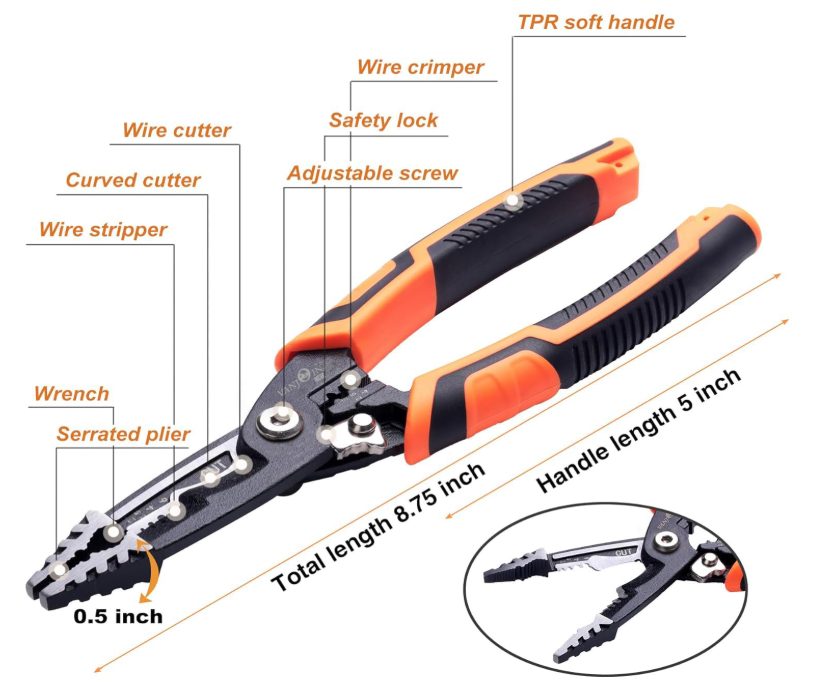 TPR soft handle
Wire crimper
Safety lock
Wire cutter
Adjustable screw
Curved cutter
Wire stripper
Wrench
Serrated plier
CUT
0.5 inch
Total length 8.75 inch
Handle length 5 inch
CUT